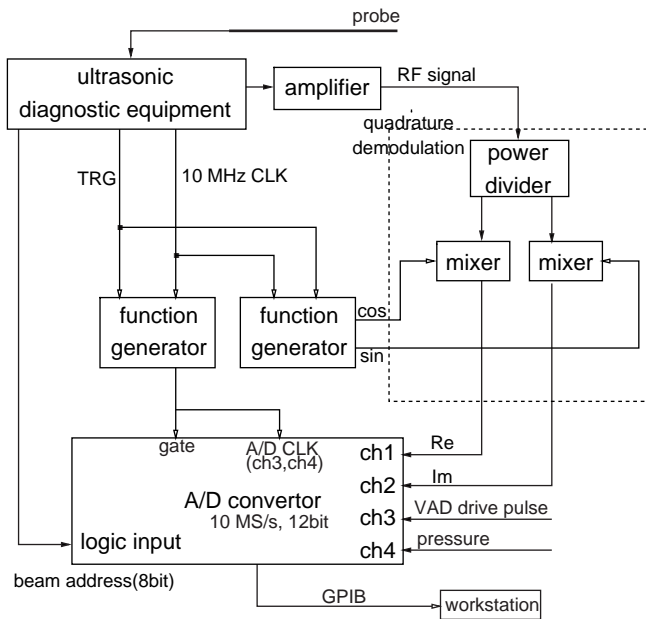 probe
ultrasonic
diagnostic equipment
amplifier
RF signal
quadrature
demodulation
power
divider
TRG
10 MHz CLK
mixer
mixer
function
generator
function
generator
cos
sin
gate
A/D CLK
(ch3,ch4)
ch1
Re
ch2
Im
A/D convertor
10 MS/s, 12bit
ch3
VAD drive pulse
logic input
ch4
pressure
beam address(8bit)
GPIB
workstation